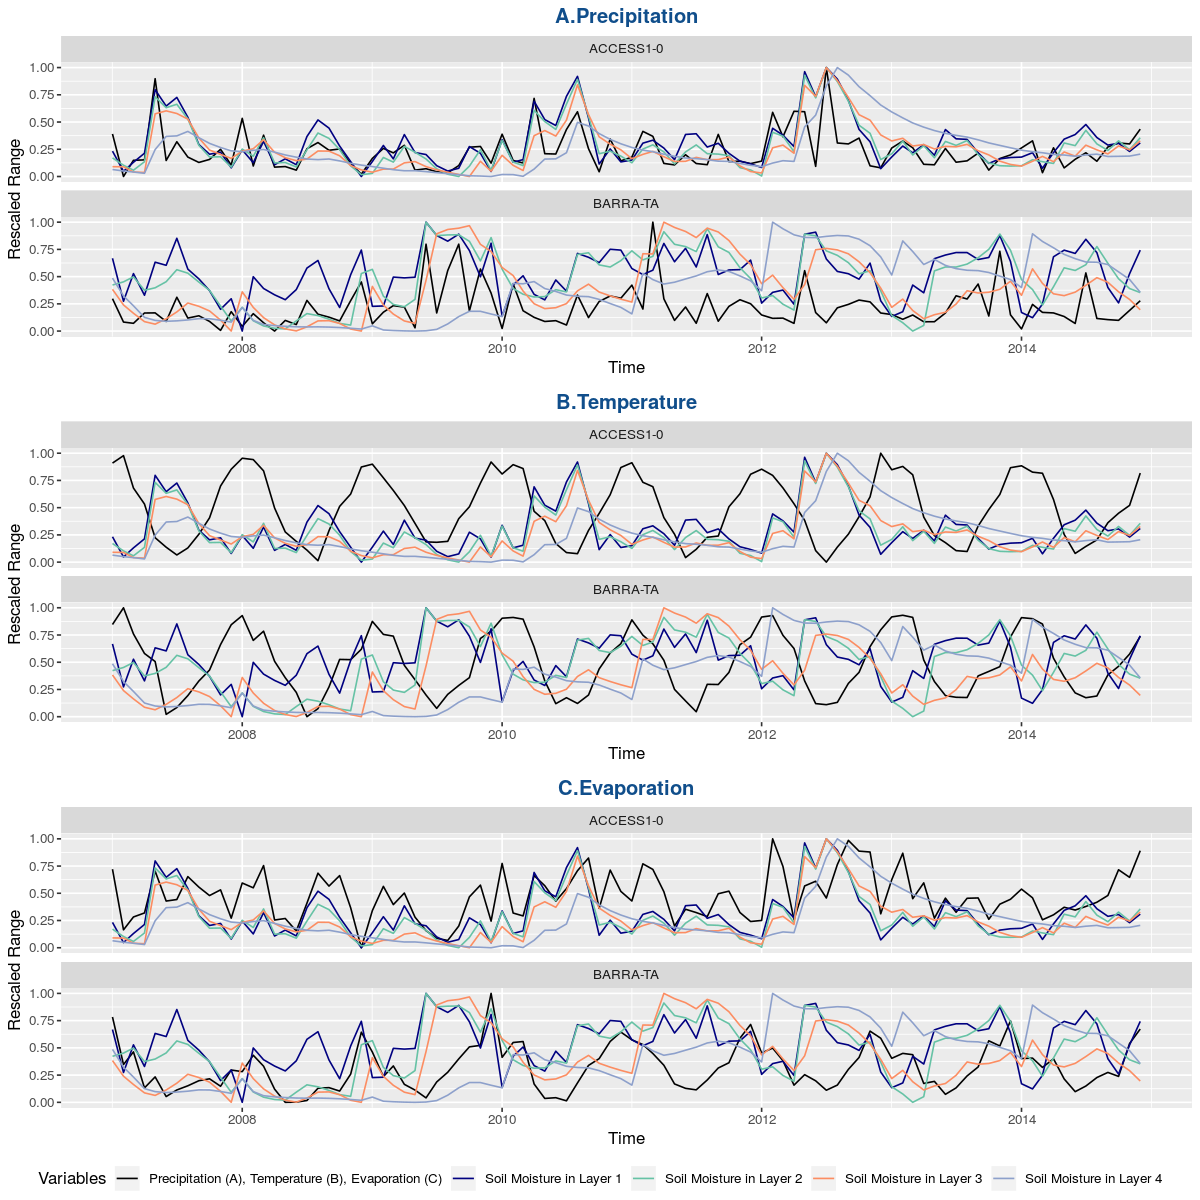 A.Precipitation
ACCESS1-0
1.00
0.75
0.50
0.25
0.00
BARRA-TA
1.00
0.75
0.50
0.25
0.00
Rescaled Range
2008 2010 2012 2014
Time
B.Temperature
ACCESS1-0
1.00
0.75
0.50
0.25
0.00
BARRA-TA
1.00
0.75
0.50
0.25
0.00
Rescaled Range
2008 2010 2012 2014
Time
C.Evaporation
ACCESS1-0
1.00
0.75
0.50
0.25
0.00
BARRA-TA
1.00
0.75
0.50
0.25
0.00
Rescaled Range
2008 2010 2012 2014
Time
Variables Precipitation (A), Temperature (B), Evaporation (C) Soil Moisture in Layer 1 Soil Moisture in Layer 2 Soil Moisture in Layer 3 Soil Moisture in Layer 4